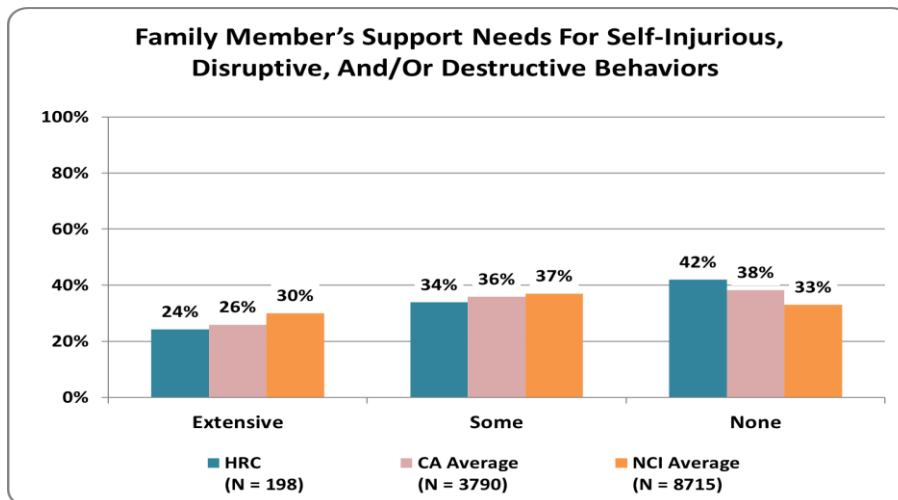 Family Member's Support Needs For Self-Injurious,
Disruptive, And/Or Destructive Behaviors
100%
80%
60%
40%
20%
0%
24%
26%
30%
34%
36%
37%
42%
38%
33%
Extensive
Some
None
HRC
(N = 198)
CA Average
(N = 3790)
NCI Average
(N = 8715)